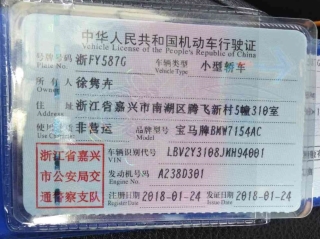 中华人民共和国机动车行驶证
Vehicle License of the People's Republic of China
号牌号码 浙FY587G 车辆类型 小型轿车
Plate No. Vehicle Type
所有人 徐隽卉
Owner
住址 浙江省嘉兴市南湖区腾飞新村5幢310室
使用性质 非营运 品牌型号 宝马牌BMW7154AC
浙江省嘉兴
市公安局交
通警察支队
车辆识别代号 LBV2Y3108JMH94001
VIN
发动机号码 A238D301
Engine No.
注册日期 2018-01-24 发证日期 2018-01-24
Register Date Issue Date